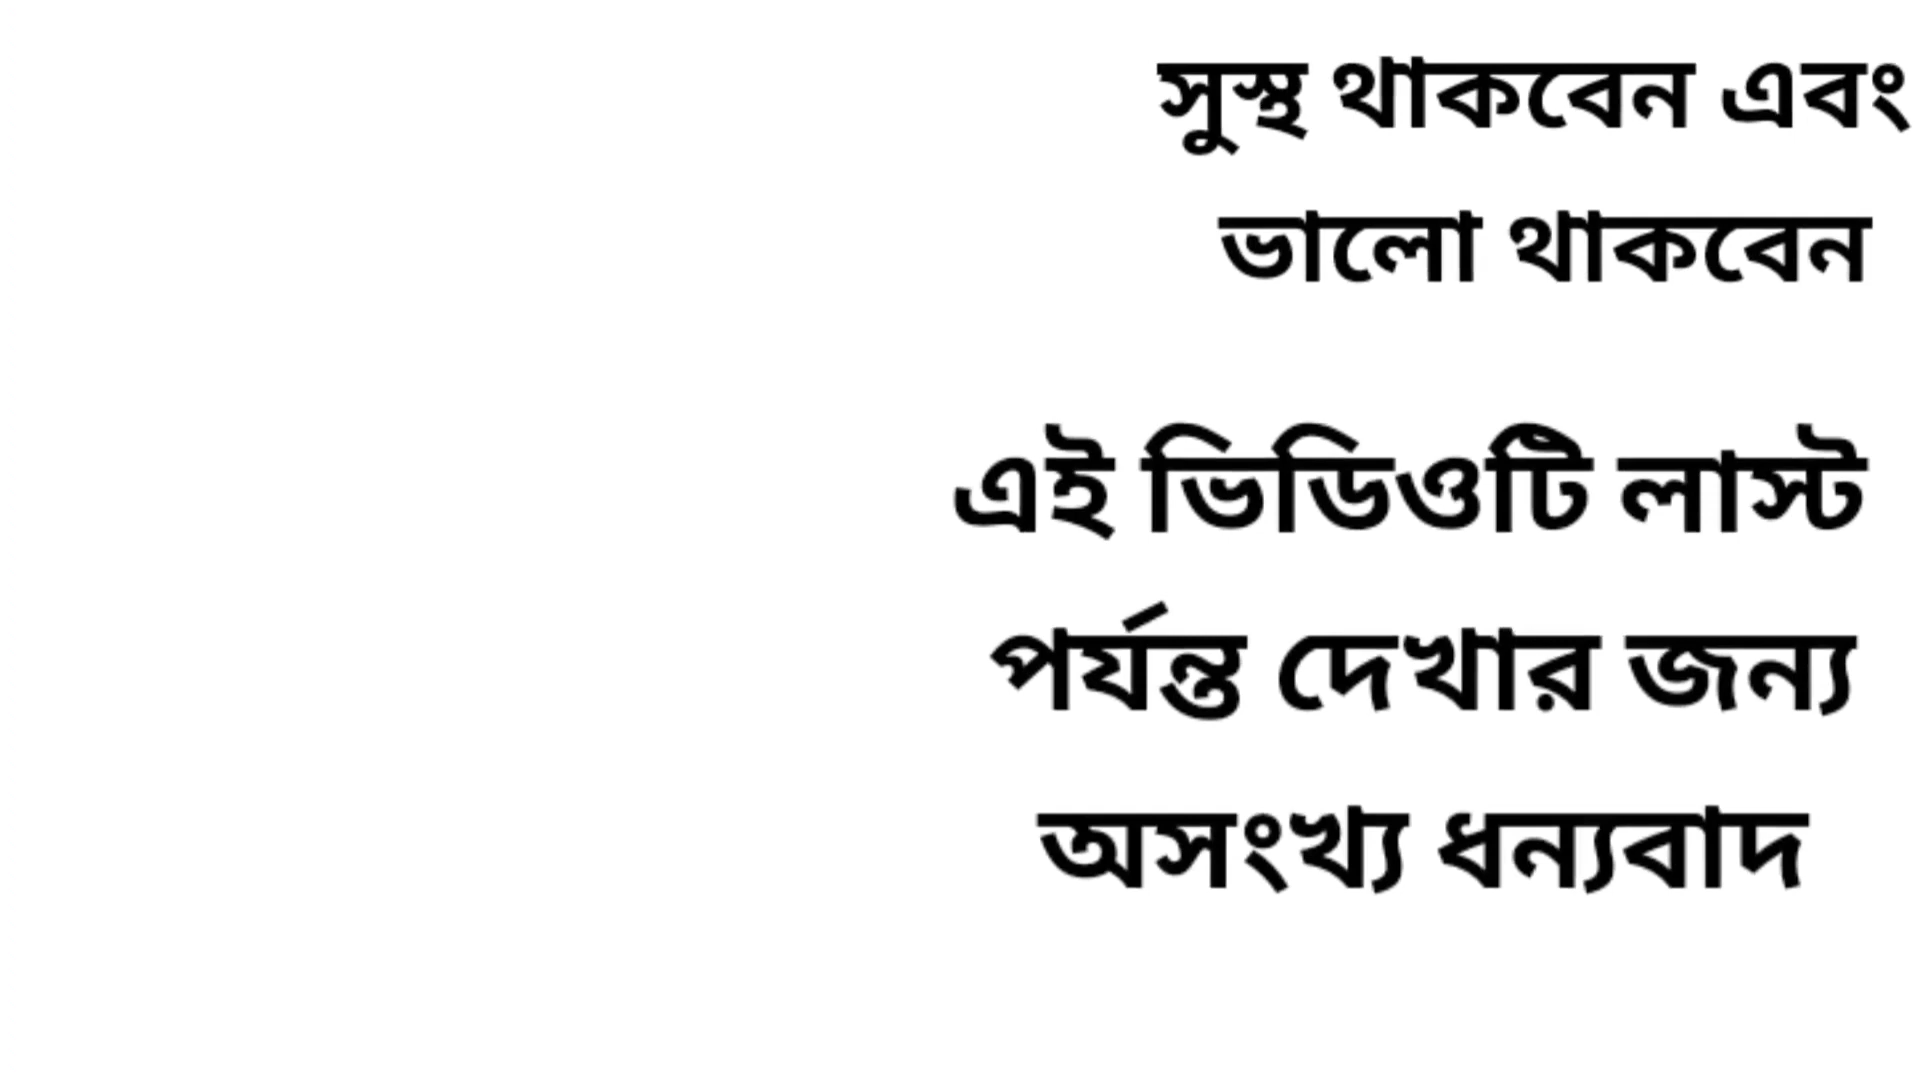 সুস্থ থাকবেন এবং
ভালো থাকবেন
এই ভিডিওটি লাস্ট
পর্যন্ত দেখার জন্য
অসংখ্য ধন্যবাদ